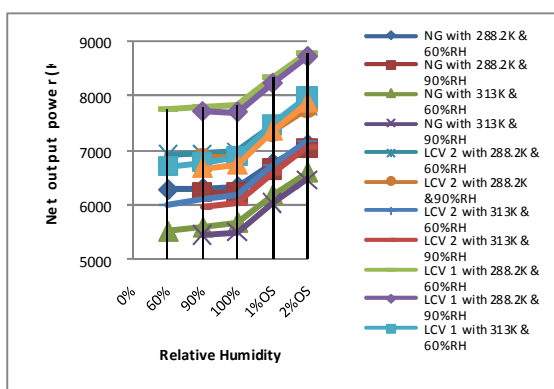 9000
8000
7000
6000
5000
Net output power (
0%
60%
90%
100%
1%OS
2%OS
Relative Humidity
NG with 288.2K &
60%RH
NG with 288.2K &
90%RH
NG with 313K &
60%RH
NG with 313K &
90%RH
LCV 2 with 288.2K &
60%RH
LCV 2 with 288.2K
&90%RH
LCV 2 with 313K &
60%RH
LCV 2 with 313K &
90%RH
LCV 1 with 288.2K &
60%RH
LCV 1 with 288.2K &
90%RH
LCV 1 with 313K &
60%RH